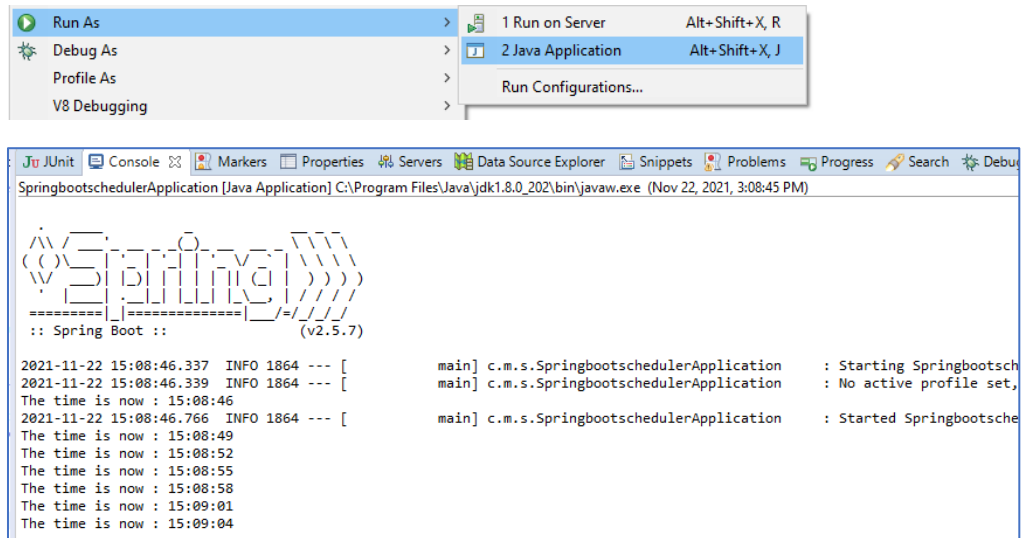 Run As > 1 Run on Server Alt+Shift+X, R
Debug As > 2 Java Application Alt+Shift+X, J
Profile As >
Run Configurations...
V8 Debugging >
JUnit Console Markers Properties Servers Data Source Explorer Snippets Problems Progress Search Debug
SpringbootschedulerApplication [Java Application] C:\Program Files\Java\jdk1.8.0_202\bin\javaw.exe (Nov 22, 2021, 3:08:45 PM)
Spring
:: Spring Boot :: (v2.5.7)
2021-11-22 15:08:46.337 INFO 1864 --- [ main] c.m.s.SpringbootschedulerApplication : Starting Springbootsch
2021-11-22 15:08:46.339 INFO 1864 --- [ main] c.m.s.SpringbootschedulerApplication : No active profile set,
The time is now : 15:08:46
2021-11-22 15:08:46.766 INFO 1864 --- [ main] c.m.s.SpringbootschedulerApplication : Started Springbootsche
The time is now : 15:08:49
The time is now : 15:08:52
The time is now : 15:08:55
The time is now : 15:08:58
The time is now : 15:09:01
The time is now : 15:09:04